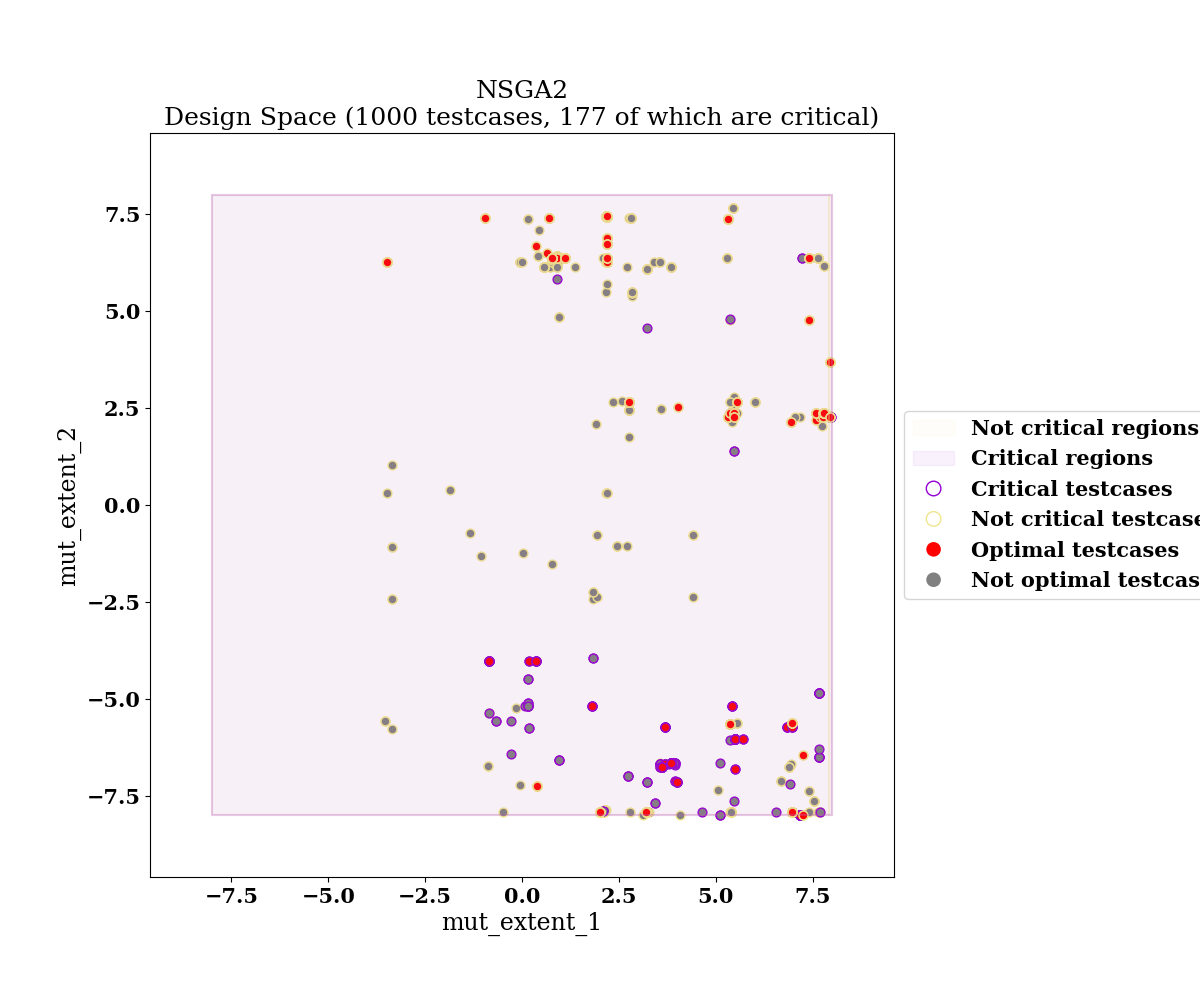 NSGA2
Design Space (1000 testcases, 177 of which are critical)
7.5
5.0
2.5
0.0
−2.5
−5.0
−7.5
mut_extent_2
−7.5
−5.0
−2.5
0.0
2.5
5.0
7.5
mut_extent_1
Not critical regions
Critical regions
Critical testcases
Not critical testcase
Optimal testcases
Not optimal testcas